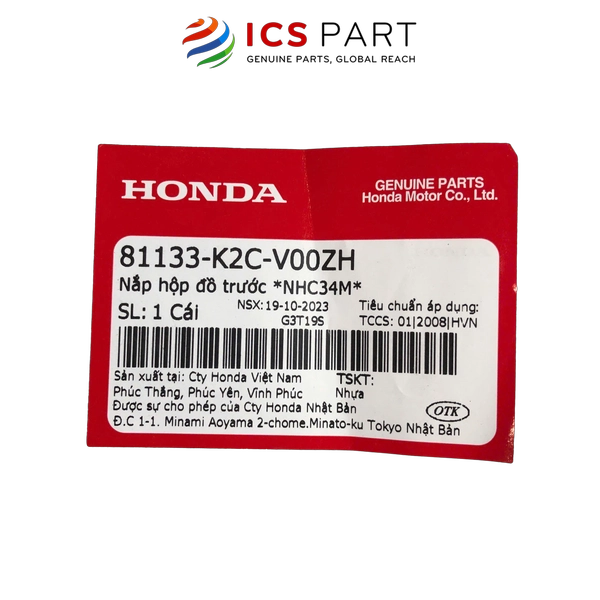 ICS PART
GENUINE PARTS, GLOBAL REACH
HONDA
GENUINE PARTS
Honda Motor Co., Ltd.
81133-K2C-V00ZH
Nắp hộp đồ trước *NHC34M*
SL: 1 Cái
NSX: 19-10-2023
G3T19S
Tiêu chuẩn áp dụng:
TCCS: 01|2008|HVN
Sản xuất tại: Cty Honda Việt Nam
TSKT:
Phúc Thắng, Phúc Yên, Vĩnh Phúc
Nhựa
Được sự cho phép của Cty Honda Nhật Bản
OTK
Đ.C 1-1. Minami Aoyama 2-chome.Minato-ku Tokyo Nhật Bản